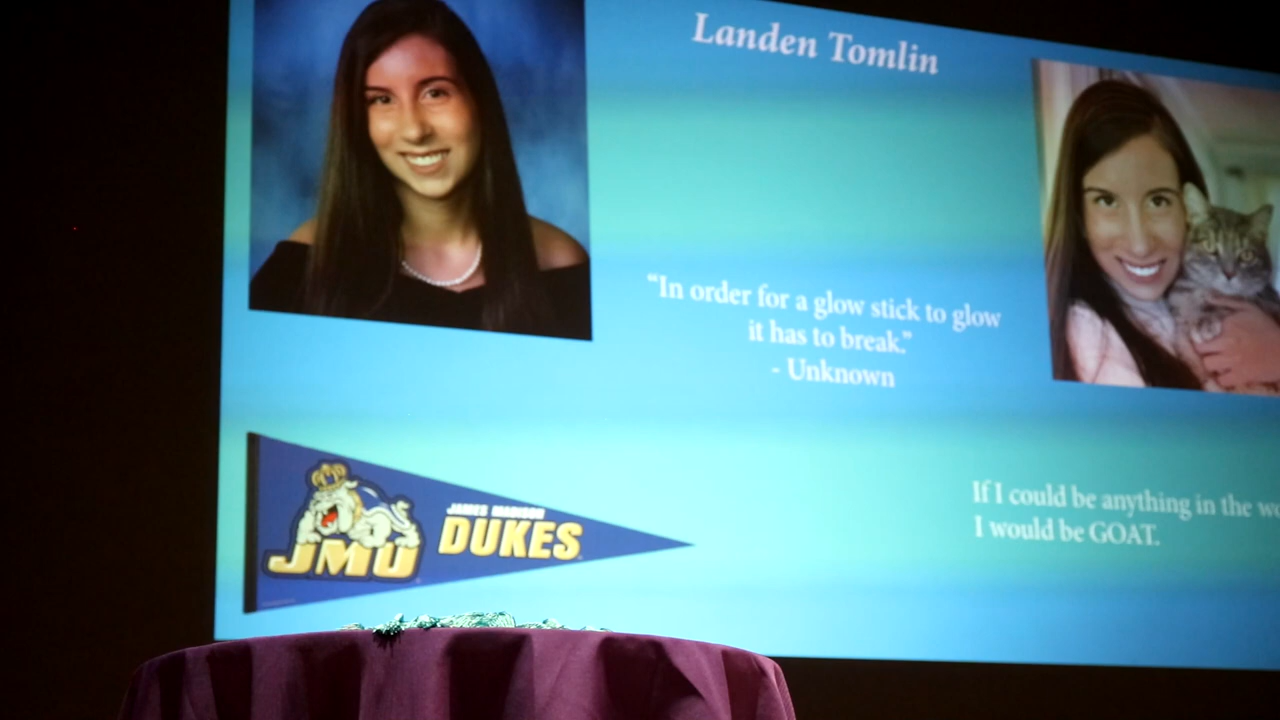 Landen Tomlin
“In order for a glow stick to glow
it has to break.”
- Unknown
JMU
JAMES MADISON
DUKES
If I could be anything in the
I would be GOAT.